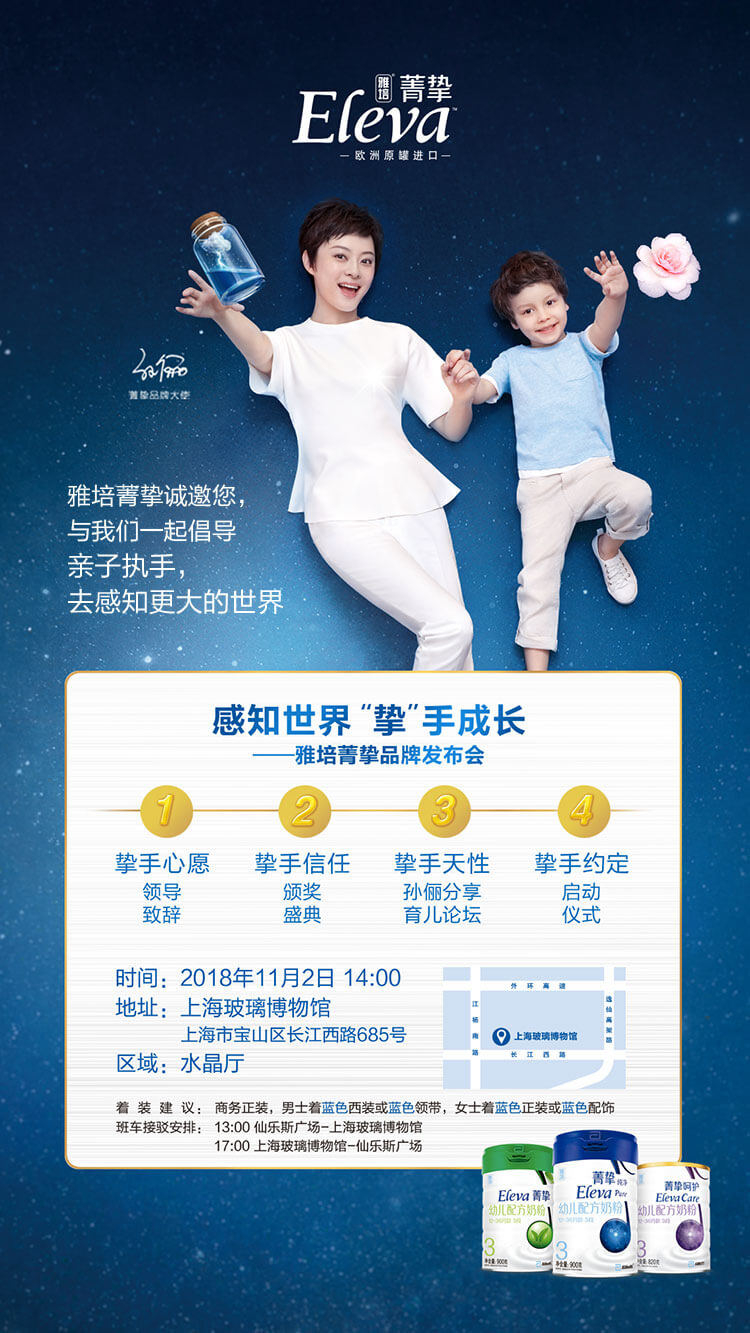 雅培 菁挚
Eleva™
—欧洲原罐进口—
菁挚品牌大使
雅培菁挚诚邀您，
与我们一起倡导
亲子执手，
去感知更大的世界
感知世界“挚”手成长
——雅培菁挚品牌发布会
1 2 3 4
挚手心愿 挚手信任 挚手天性 挚手约定
领导 颁奖 孙俪分享 启动
致辞 盛典 育儿论坛 仪式
时间：2018年11月2日 14:00
地址：上海玻璃博物馆
上海市宝山区长江西路685号
区域：水晶厅
外环高速
江杨南路
逸仙高架路
上海玻璃博物馆
长江西路
着装建议：商务正装，男士着蓝色西装或蓝色领带，女士着蓝色正装或蓝色配饰
班车接驳安排：13:00 仙乐斯广场–上海玻璃博物馆
17:00 上海玻璃博物馆–仙乐斯广场
Eleva 菁挚
幼儿配方奶粉
3
900克
菁挚 纯净
Eleva Pure
幼儿配方奶粉
3
900克
菁挚呵护
Eleva Care
幼儿配方奶粉
3
820克